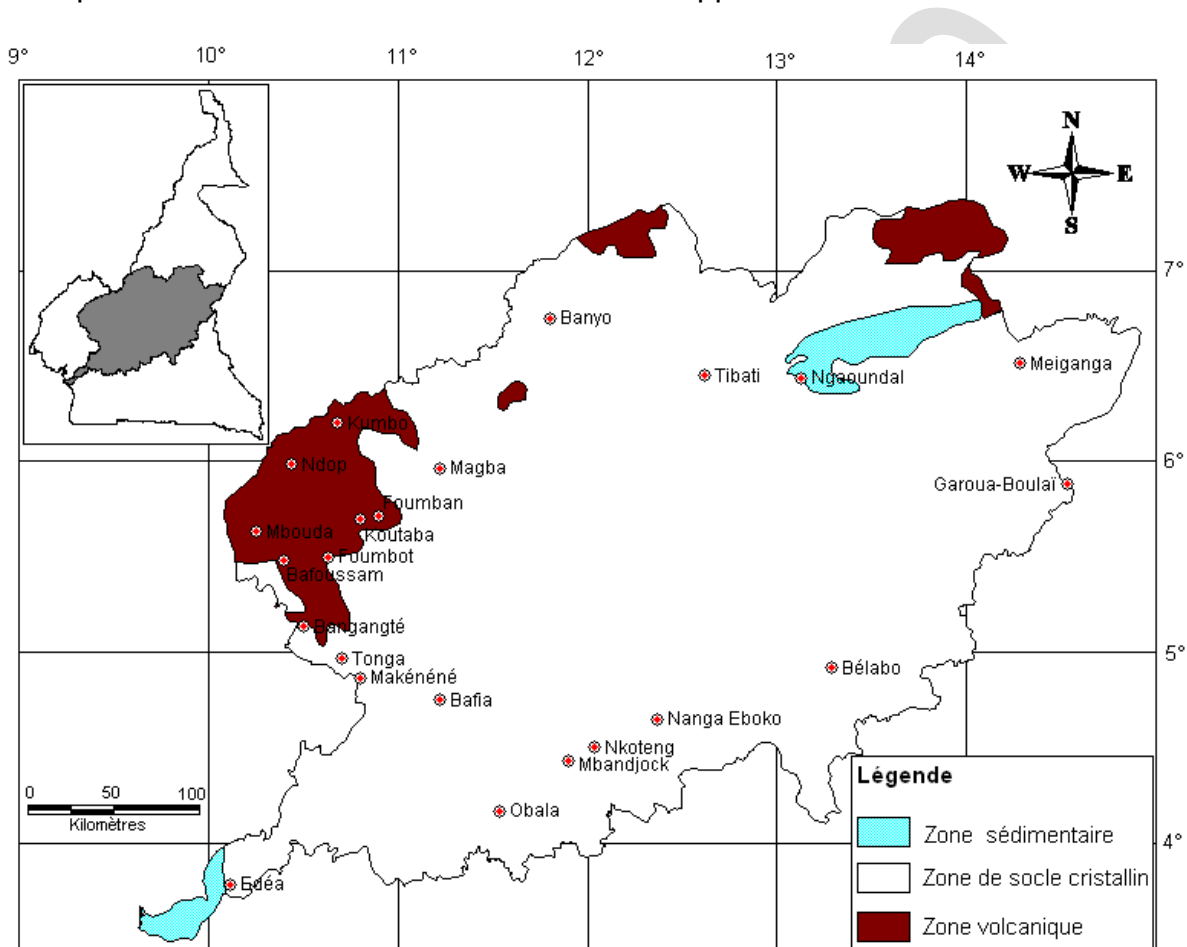 9° 10° 11° 12° 13° 14°
N
W E
S
7°
Banyo
Tibati
Ngaoundal
Meiganga
Kumbo
6°
Ndop
Magba
Garoua-Boulaï
Foumban
Mbouda
Koutaba
Foumbot
Bafoussam
Bangangté
5°
Tonga
Makénéné
Bélabo
Bafia
Nanga Eboko
Nkoteng
Mbandjock
Légende
0 50 100
Kilomètres
Obala
Zone sédimentaire
4°
Zone de socle cristallin
Edéa
Zone volcanique